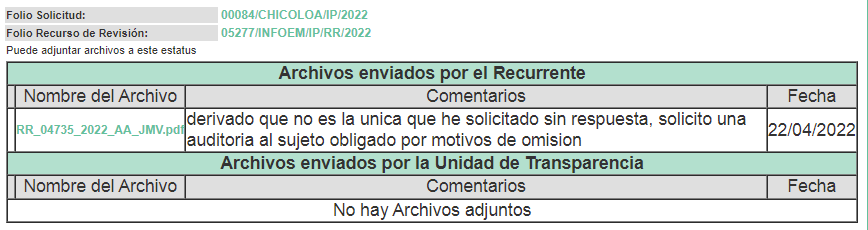 Folio Solicitud: 00084/CHICOLOA/IP/2022
Folio Recurso de Revisión: 05277/INFOEM/IP/RR/2022
Puede adjuntar archivos a este estatus
Archivos enviados por el Recurrente
Nombre del Archivo Comentarios Fecha
RR_04735_2022_AA_JMV.pdf derivado que no es la unica que he solicitado sin respuesta, solicito una auditoria al sujeto obligado por motivos de omision 22/04/2022
Archivos enviados por la Unidad de Transparencia
Nombre del Archivo Comentarios Fecha
No hay Archivos adjuntos